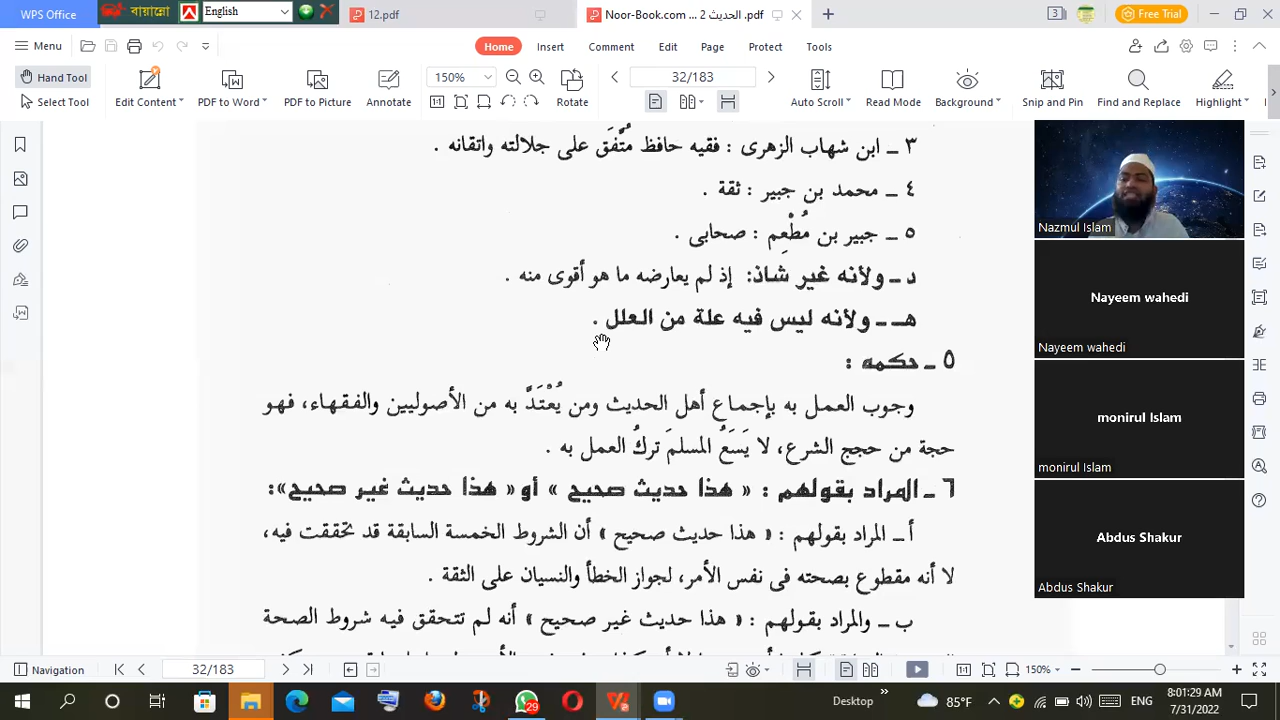 WPS Office
বায়ান্নো
English
12.pdf
Noor-Book.com ... 2 الحديث .pdf
3
Free Trial
Menu
Home
Insert
Comment
Edit
Page
Protect
Tools
Hand Tool
Select Tool
Edit Content
PDF to Word
PDF to Picture
Annotate
150%
Rotate
32/183
Auto Scroll
Read Mode
Background
Snip and Pin
Find and Replace
Highlight
٣ ـ ابن شهاب الزهرى : فقيه حافظ مُتَّفَق على جلالته واتقانه .
٤ ـ محمد بن جبير : ثقة .
٥ ـ جبير بن مُطْعِم : صحابى .
د ـ ولأنه غير شاذ: إذ لم يعارضه ما هو أقوى منه .
هـ ـ ولأنه ليس فيه علة من العلل .
٥ ـ حكمه :
وجوب العمل به بإجماع أهل الحديث ومن يُعْتَدَّ به من الأصوليين والفقهاء، فهو
حجة من حجج الشرع، لا يَسَعُ المسلمَ تركُ العمل به .
٦ ـ المراد بقولهم : « هذا حديث صحيح » أو « هذا حديث غير صحيح»:
أ ـ المراد بقولهم : « هذا حديث صحيح » أن الشروط الخمسة السابقة قد تحققت فيه،
لا أنه مقطوع بصحته فى نفس الأمر، لجواز الخطأ والنسيان على الثقة .
ب ـ والمراد بقولهم : « هذا حديث غير صحيح » أنه لم تتحقق فيه شروط الصحة
Nazmul Islam
Nayeem wahedi
Nayeem wahedi
monirul Islam
monirul Islam
Abdus Shakur
Abdus Shakur
Navigation
32/183
150%
29
Desktop
85°F
ENG
8:01:29 AM
7/31/2022